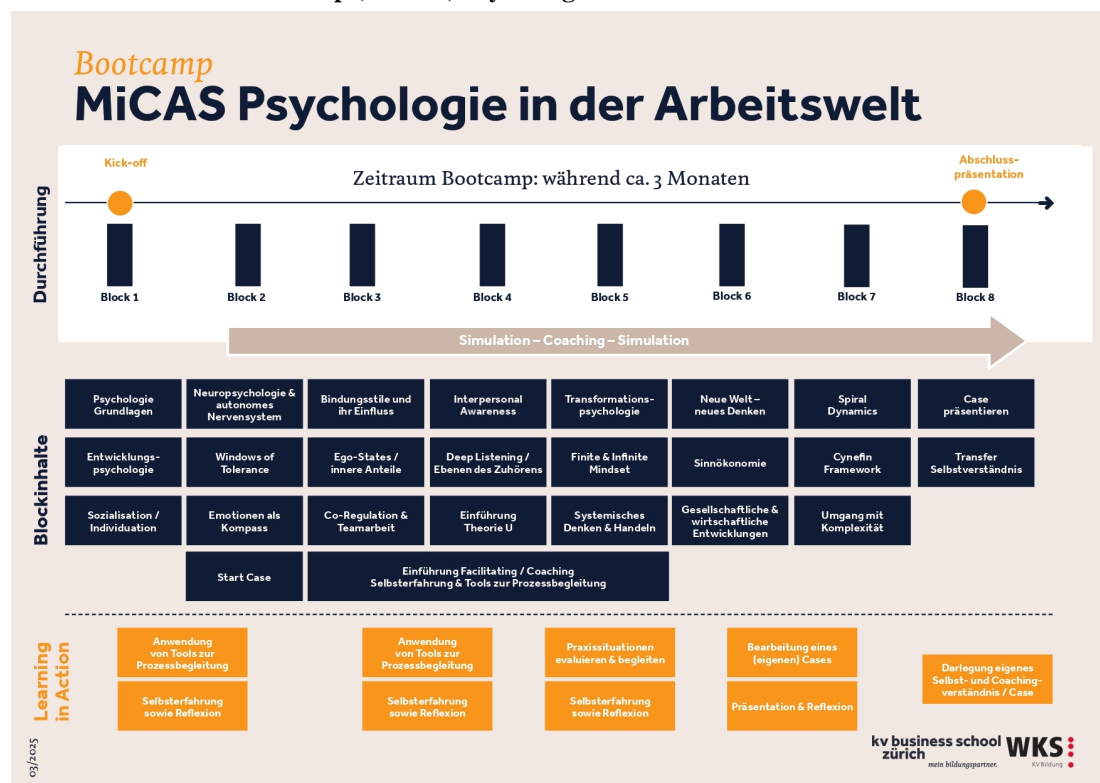 Bootcamp
MiCAS Psychologie in der Arbeitswelt
Kick-off
Zeitraum Bootcamp: während ca. 3 Monaten
Abschluss-
präsentation
Durchführung
Block 1
Block 2
Block 3
Block 4
Block 5
Block 6
Block 7
Block 8
Simulation – Coaching – Simulation
Blockinhalte
Psychologie
Grundlagen
Neuropsychologie &
autonomes
Nervensystem
Bindungsstile und
ihr Einfluss
Interpersonal
Awareness
Transformations-
psychologie
Neue Welt –
neues Denken
Spiral
Dynamics
Case
präsentieren
Entwicklungs-
psychologie
Windows of
Tolerance
Ego-States /
innere Anteile
Deep Listening /
Ebenen des Zuhörens
Finite & Infinite
Mindset
Sinnökonomie
Cynefin
Framework
Transfer
Selbstverständnis
Sozialisation /
Individuation
Emotionen als
Kompass
Co-Regulation &
Teamarbeit
Einführung
Theorie U
Systemisches
Denken & Handeln
Gesellschaftliche &
wirtschaftliche
Entwicklungen
Umgang mit
Komplexität
Start Case
Einführung Facilitating / Coaching
Selbsterfahrung & Tools zur Prozessbegleitung
Learning
in Action
Anwendung
von Tools zur
Prozessbegleitung
Selbsterfahrung
sowie Reflexion
Anwendung
von Tools zur
Prozessbegleitung
Selbsterfahrung
sowie Reflexion
Praxissituationen
evaluieren & begleiten
Selbsterfahrung
sowie Reflexion
Bearbeitung eines
(eigenen) Cases
Präsentation & Reflexion
Darlegung eigenes
Selbst- und Coaching-
verständnis / Case
03/2025
kv business school
zürich
mein bildungspartner.
WKS
KV Bildung